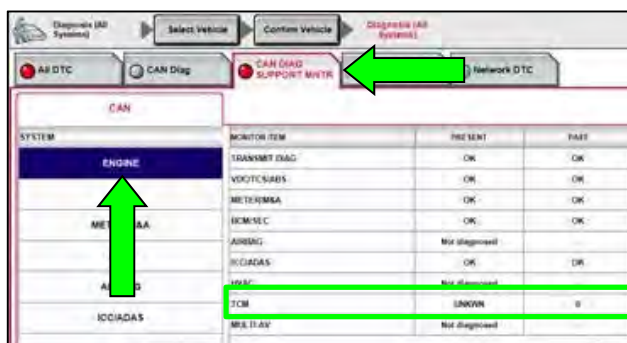 Diagnosis (All Systems)
Select Vehicle
Confirm Vehicle
Diagnosis (All Systems)
All DTC
CAN Diag
CAN DIAG SUPPORT MNTR
Network DTC
CAN
SYSTEM
MONITOR ITEM PRESENT PAST
ENGINE
TRANSMIT DIAG OK OK
VDC/TCS/ABS OK OK
METER/M&A OK OK
BCM/SEC OK OK
AIRBAG Not diagnosed
ICC/ADAS OK OK
HVAC Not diagnosed
TCM UNKWN 0
MULTI AV Not diagnosed
ICC/ADAS